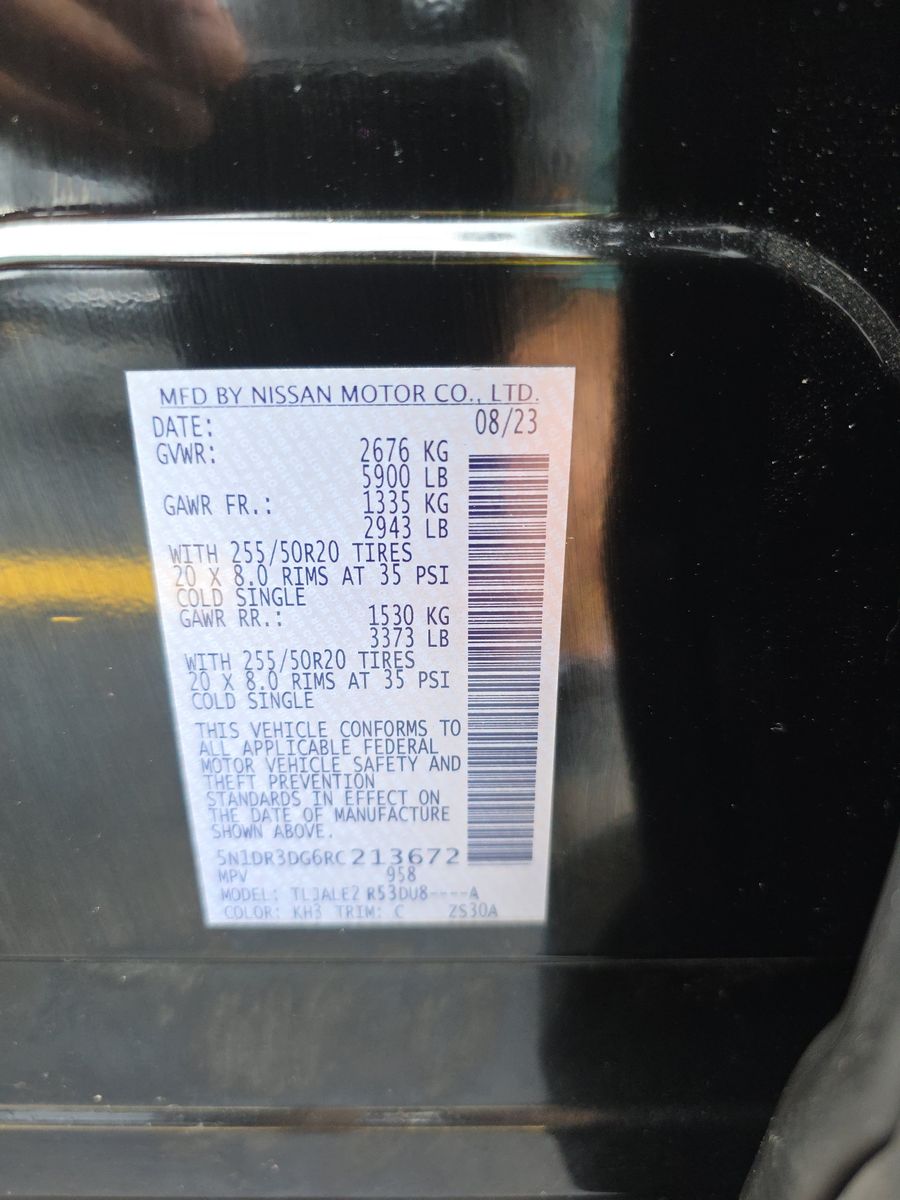 MFD BY NISSAN MOTOR CO., LTD.
DATE: 08/23
GVWR: 2676 KG
5900 LB
GAWR FR.: 1335 KG
2943 LB
WITH 255/50R20 TIRES
20 X 8.0 RIMS AT 35 PSI
COLD SINGLE
GAWR RR.: 1530 KG
3373 LB
WITH 255/50R20 TIRES
20 X 8.0 RIMS AT 35 PSI
COLD SINGLE
THIS VEHICLE CONFORMS TO
ALL APPLICABLE FEDERAL
MOTOR VEHICLE SAFETY AND
THEFT PREVENTION
STANDARDS IN EFFECT ON
THE DATE OF MANUFACTURE
SHOWN ABOVE.
5N1DR3DG6RC213672
MPV 958
MODEL: TLJALE2 R53DU8----A
COLOR: KH3 TRIM: C ZS30A